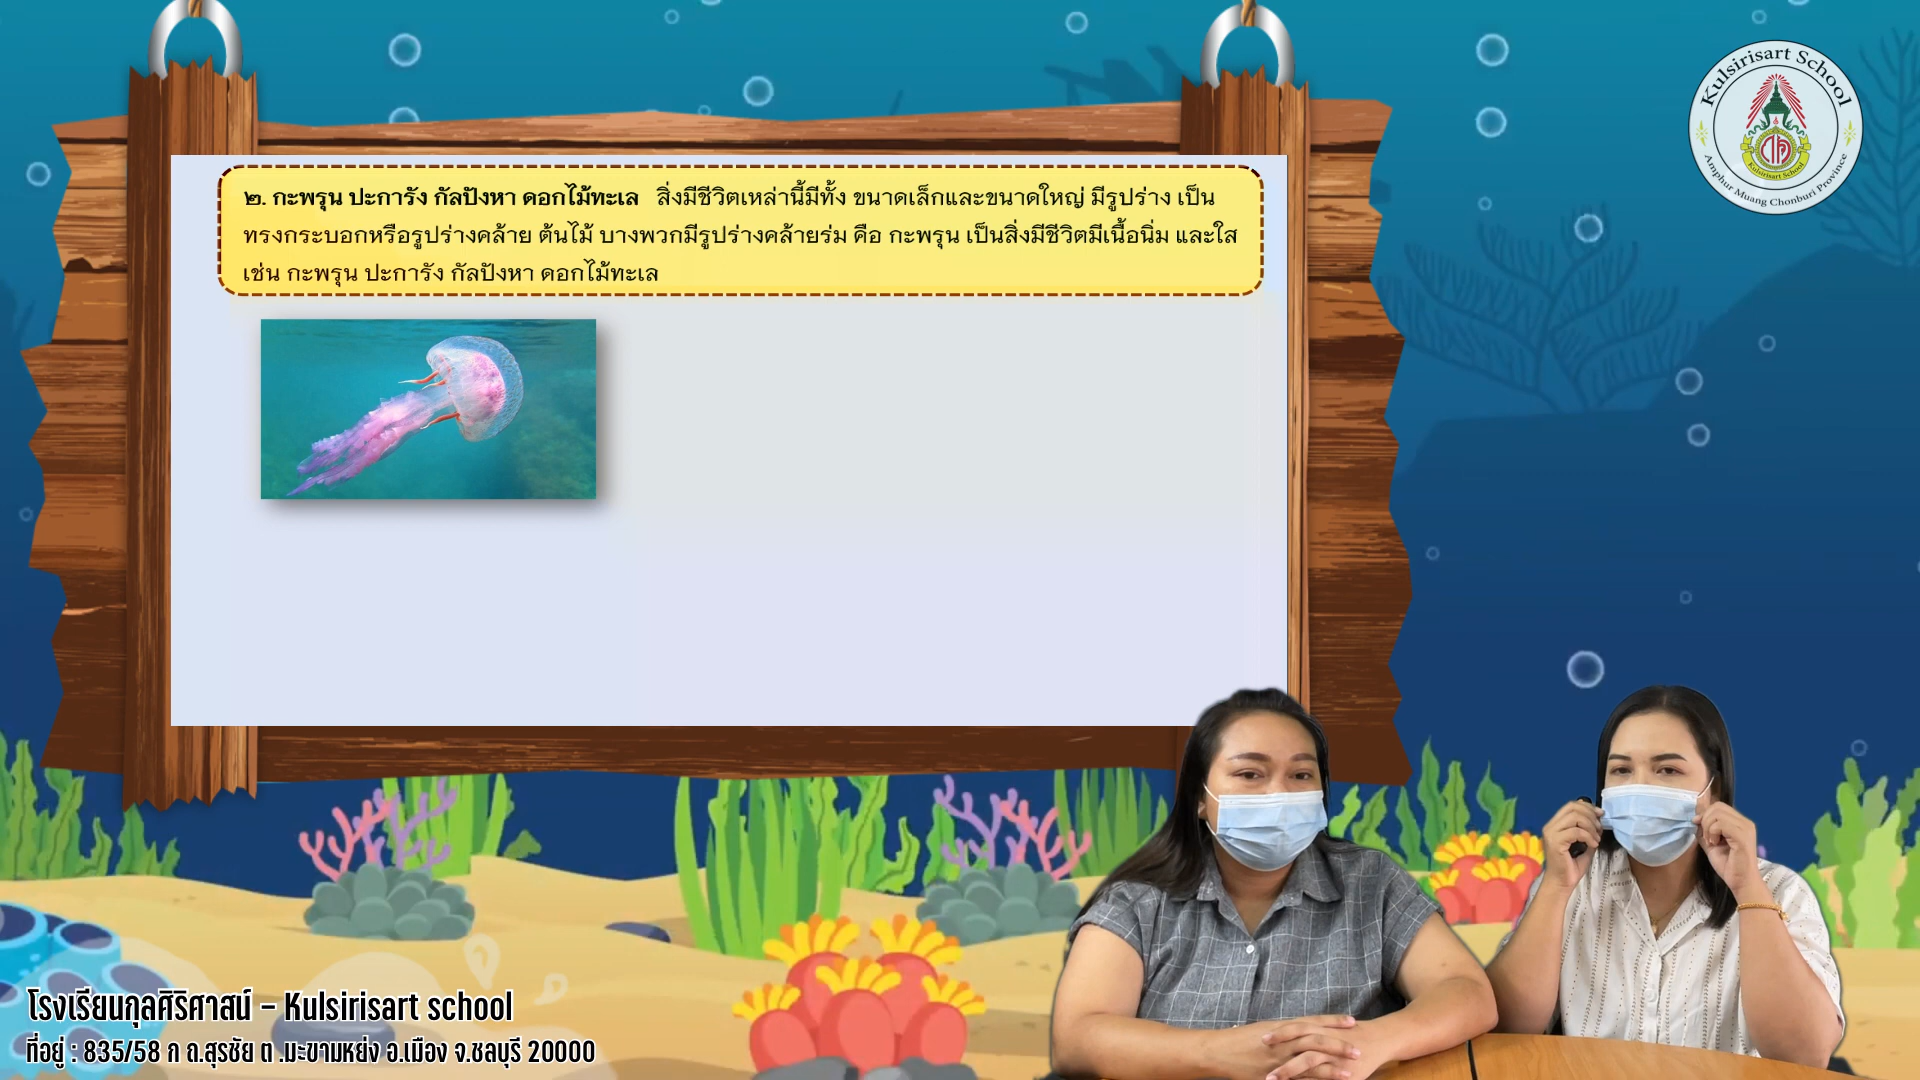 ๒. กะพรุน ปะการัง กัลปังหา ดอกไม้ทะเล สิ่งมีชีวิตเหล่านี้มีทั้ง ขนาดเล็กและขนาดใหญ่ มีรูปร่าง เป็น
ทรงกระบอกหรือรูปร่างคล้าย ต้นไม้ บางพวกมีรูปร่างคล้ายร่ม คือ กะพรุน เป็นสิ่งมีชีวิตมีเนื้อนิ่ม และใส
เช่น กะพรุน ปะการัง กัลปังหา ดอกไม้ทะเล
Kulsirisart School
Kulsirisart School
Amphur Muang Chonburi Province
โรงเรียนกุลศิริศาสน์ – Kulsirisart school
ที่อยู่ : 835/58 ก ถ.สุรชัย ต .มะขามหย่ง อ.เมือง จ.ชลบุรี 20000